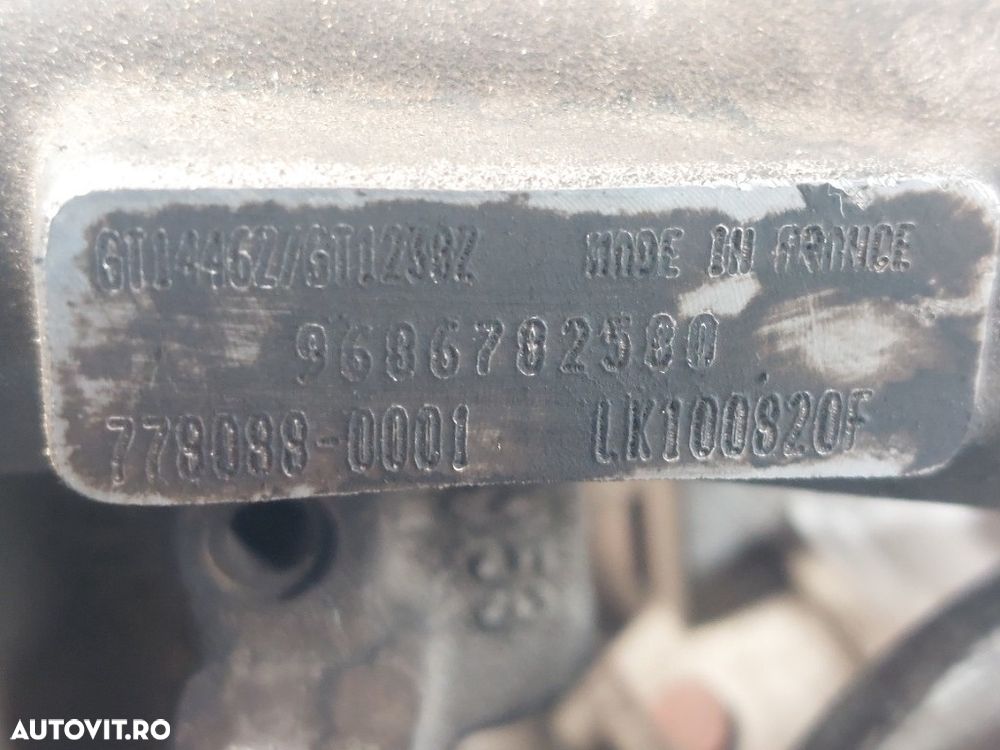 GT1446Z/GT1238Z MADE IN FRANCE
9686782580
778088-0001 LK100820F
AUTOVIT.RO